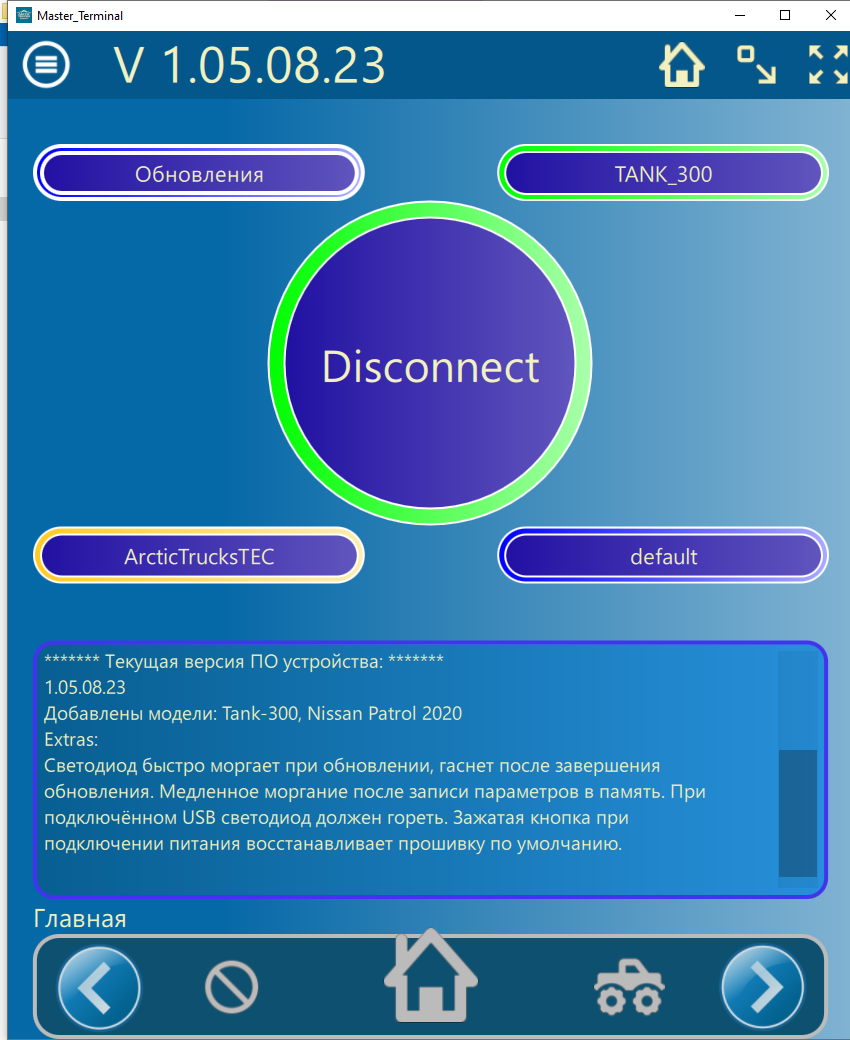 Master_Terminal
V 1.05.08.23
Обновления
TANK_300
Disconnect
ArcticTrucksTEC
default
******* Текущая версия ПО устройства: *******
1.05.08.23
Добавлены модели: Tank-300, Nissan Patrol 2020
Extras:
Светодиод быстро моргает при обновлении, гаснет после завершения
обновления. Медленное моргание после записи параметров в память. При
подключённом USB светодиод должен гореть. Зажатая кнопка при
подключении питания восстанавливает прошивку по умолчанию.
Главная